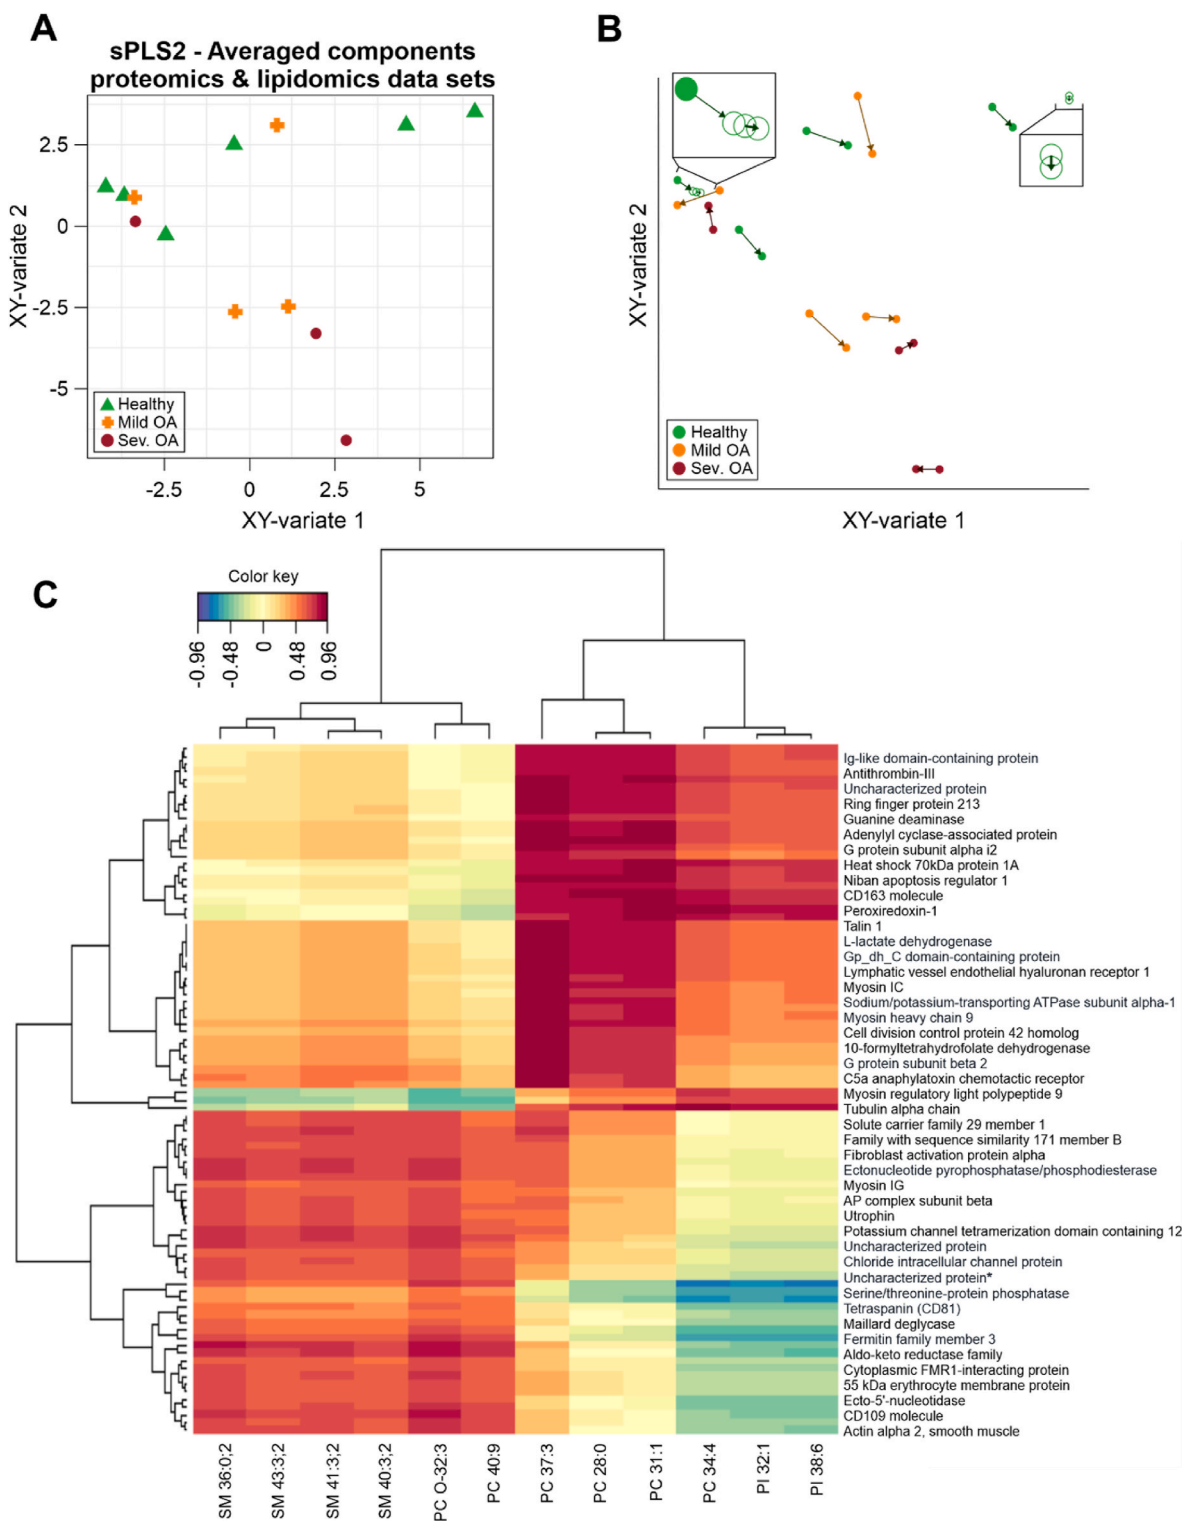 A
sPLS2 - Averaged components
proteomics & lipidomics data sets
XY-variate 2
2.5
0
-2.5
-5
Healthy
Mild OA
Sev. OA
-2.5
0
2.5
5
XY-variate 1
B
XY-variate 2
Healthy
Mild OA
Sev. OA
XY-variate 1
C
Color key
-0.96
-0.48
0
0.48
0.96
Ig-like domain-containing protein
Antithrombin-III
Uncharacterized protein
Ring finger protein 213
Guanine deaminase
Adenylyl cyclase-associated protein
G protein subunit alpha i2
Heat shock 70kDa protein 1A
Niban apoptosis regulator 1
CD163 molecule
Peroxiredoxin-1
Talin 1
L-lactate dehydrogenase
Gp_dh_C domain-containing protein
Lymphatic vessel endothelial hyaluronan receptor 1
Myosin IC
Sodium/potassium-transporting ATPase subunit alpha-1
Myosin heavy chain 9
Cell division control protein 42 homolog
10-formyltetrahydrofolate dehydrogenase
G protein subunit beta 2
C5a anaphylatoxin chemotactic receptor
Myosin regulatory light polypeptide 9
Tubulin alpha chain
Solute carrier family 29 member 1
Family with sequence similarity 171 member B
Fibroblast activation protein alpha
Ectonucleotide pyrophosphatase/phosphodiesterase
Myosin IG
AP complex subunit beta
Utrophin
Potassium channel tetramerization domain containing 12
Uncharacterized protein
Chloride intracellular channel protein
Uncharacterized protein*
Serine/threonine-protein phosphatase
Tetraspanin (CD81)
Maillard deglycase
Fermitin family member 3
Aldo-keto reductase family
Cytoplasmic FMR1-interacting protein
55 kDa erythrocyte membrane protein
Ecto-5'-nucleotidase
CD109 molecule
Actin alpha 2, smooth muscle
SM 36:0;2
SM 43:3;2
SM 41:3;2
SM 40:3;2
PC O-32:3
PC 40:9
PC 37:3
PC 28:0
PC 31:1
PC 34:4
PI 32:1
PI 38:6